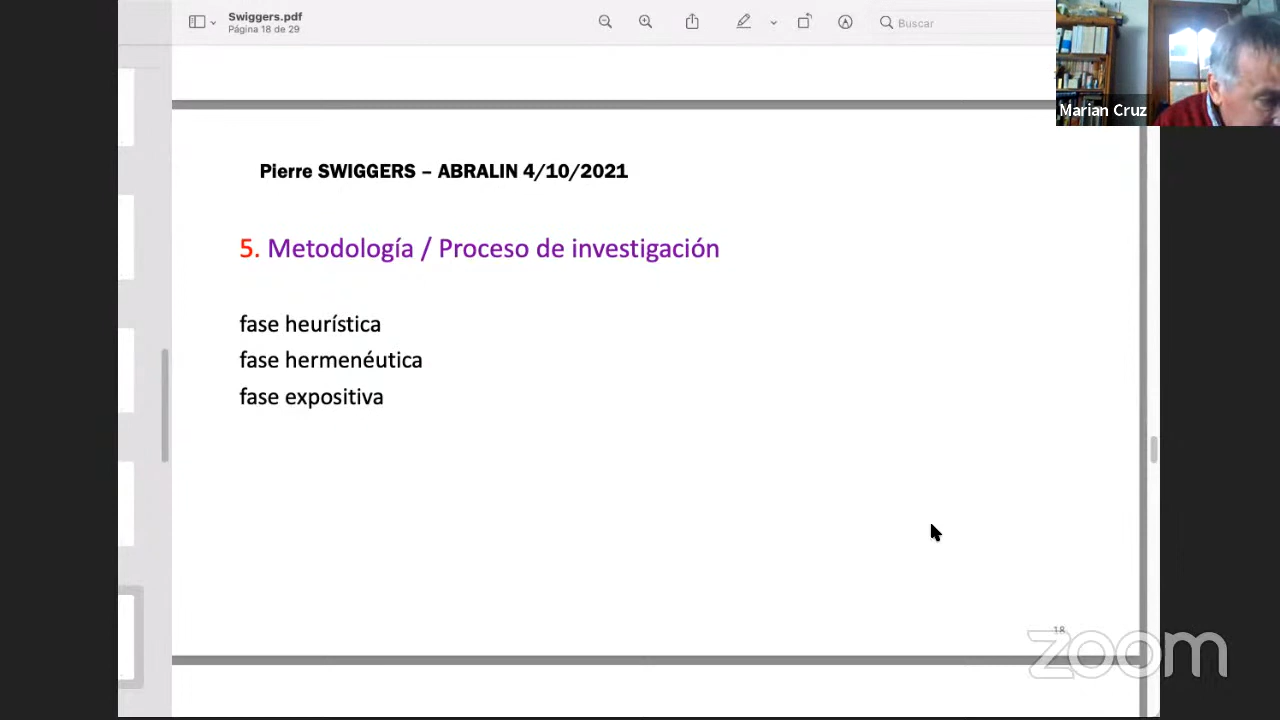 Swiggers.pdf
Página 18 de 29
Buscar
Marian Cruz
Pierre SWIGGERS – ABRALIN 4/10/2021
5. Metodología / Proceso de investigación
fase heurística
fase hermenéutica
fase expositiva
18
zoom